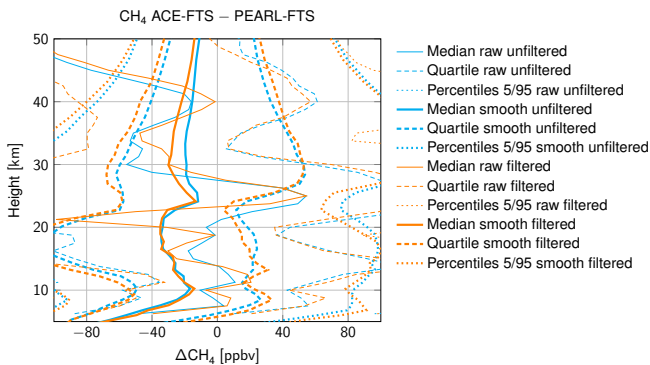 CH4 ACE-FTS − PEARL-FTS
50
40
30
20
10
Height [km]
−80
−40
0
40
80
ΔCH4 [ppbv]
Median raw unfiltered
Quartile raw unfiltered
Percentiles 5/95 raw unfiltered
Median smooth unfiltered
Quartile smooth unfiltered
Percentiles 5/95 smooth unfiltered
Median raw filtered
Quartile raw filtered
Percentiles 5/95 raw filtered
Median smooth filtered
Quartile smooth filtered
Percentiles 5/95 smooth filtered